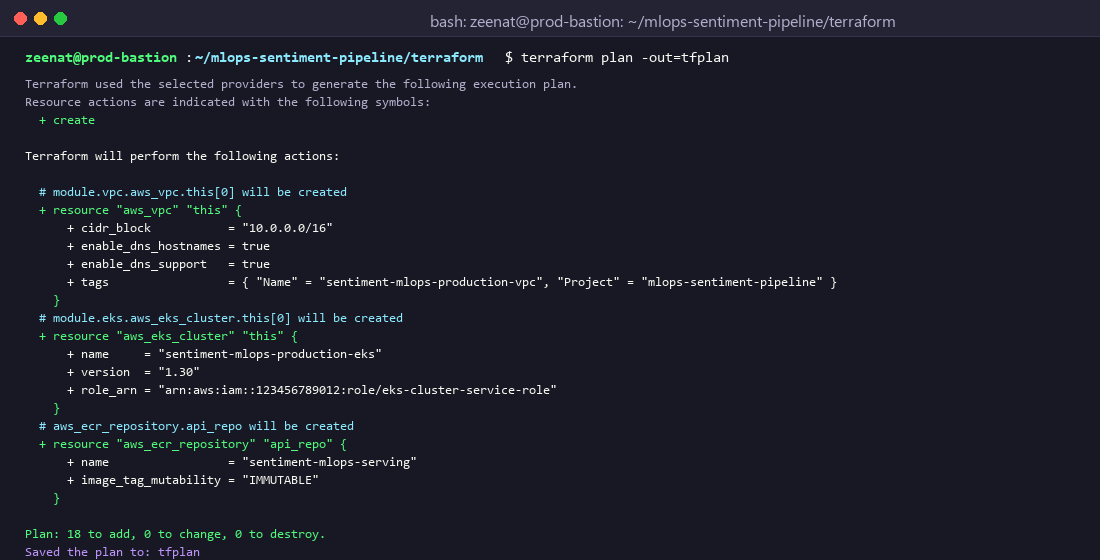 bash: zeenat@prod-bastion: ~/mlops-sentiment-pipeline/terraform
zeenat@prod-bastion :~/mlops-sentiment-pipeline/terraform $ terraform plan -out=tfplan
Terraform used the selected providers to generate the following execution plan.
Resource actions are indicated with the following symbols:
+ create
Terraform will perform the following actions:
# module.vpc.aws_vpc.this[0] will be created
+ resource "aws_vpc" "this" {
+ cidr_block = "10.0.0.0/16"
+ enable_dns_hostnames = true
+ enable_dns_support = true
+ tags = { "Name" = "sentiment-mlops-production-vpc", "Project" = "mlops-sentiment-pipeline" }
}
# module.eks.aws_eks_cluster.this[0] will be created
+ resource "aws_eks_cluster" "this" {
+ name = "sentiment-mlops-production-eks"
+ version = "1.30"
+ role_arn = "arn:aws:iam::123456789012:role/eks-cluster-service-role"
}
# aws_ecr_repository.api_repo will be created
+ resource "aws_ecr_repository" "api_repo" {
+ name = "sentiment-mlops-serving"
+ image_tag_mutability = "IMMUTABLE"
}
Plan: 18 to add, 0 to change, 0 to destroy.
Saved the plan to: tfplan